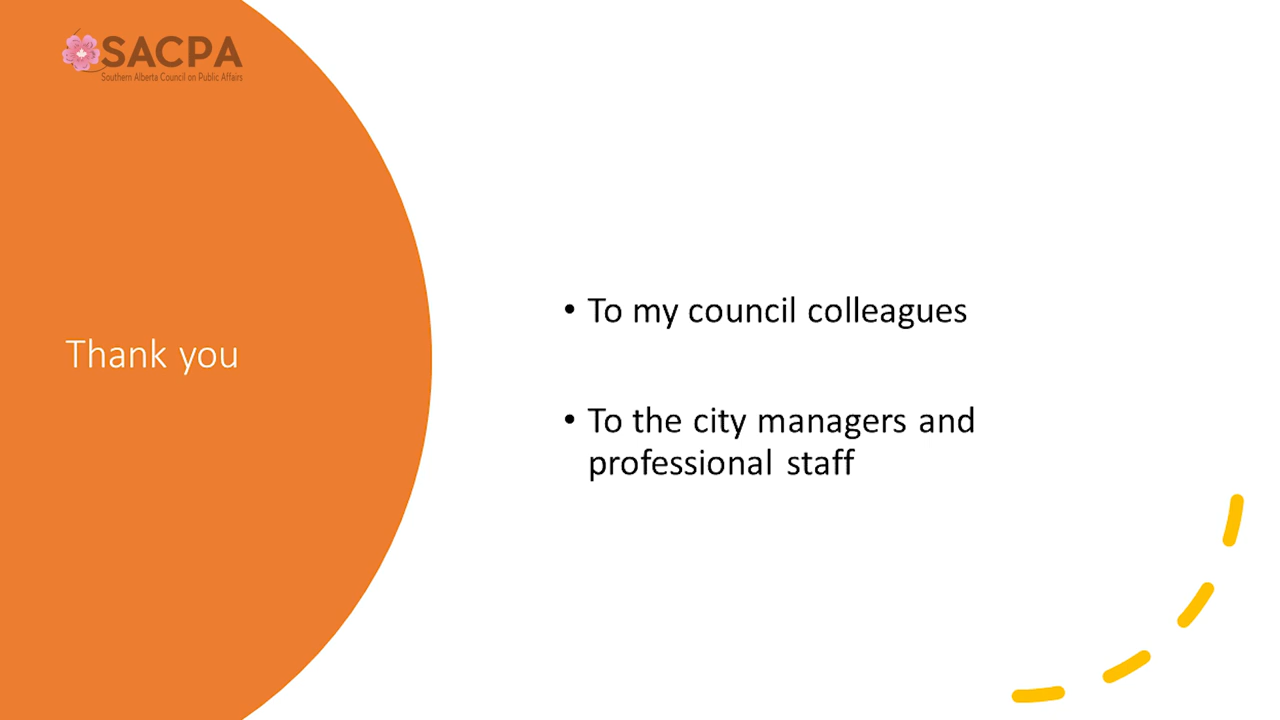 SACPA
Southern Alberta Council on Public Affairs
Thank you
• To my council colleagues
• To the city managers and
professional staff